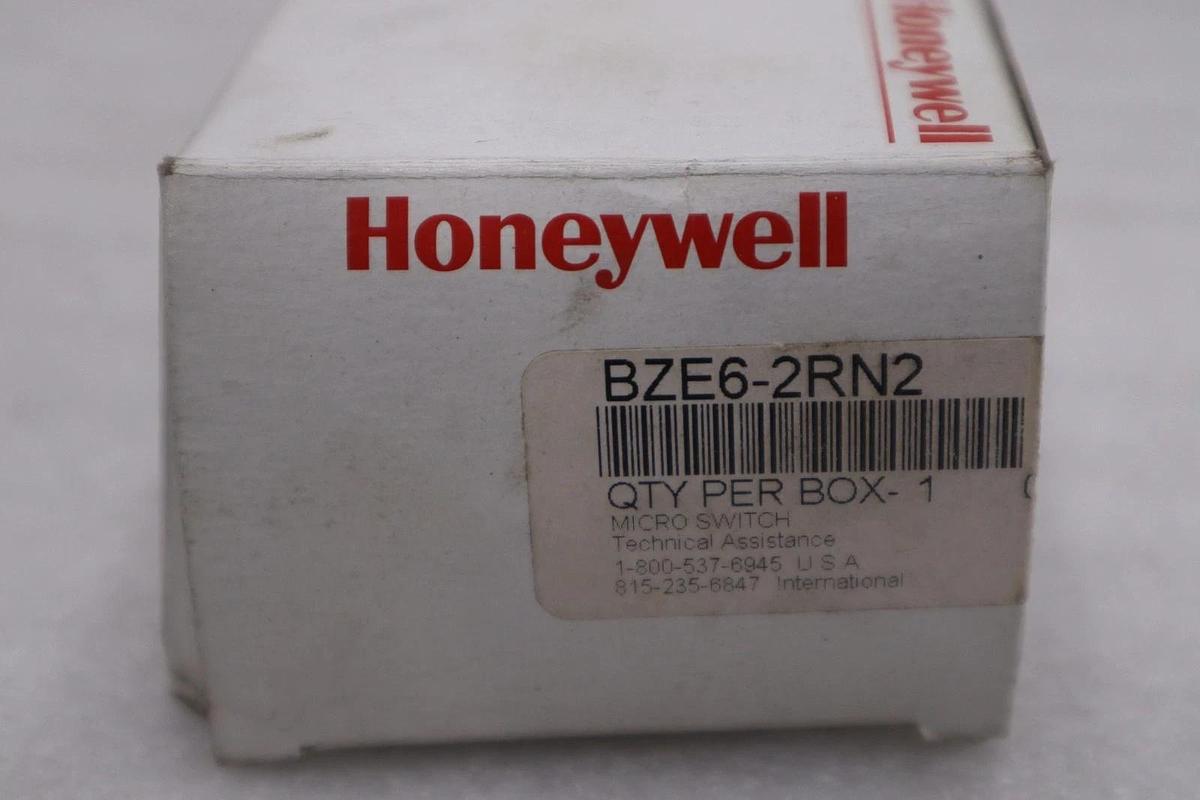 Honeywell
Honeywell
BZE6-2RN2
QTY PER BOX- 1
MICRO SWITCH
Technical Assistance
1-800-537-6945 U S A
815-235-6847 International